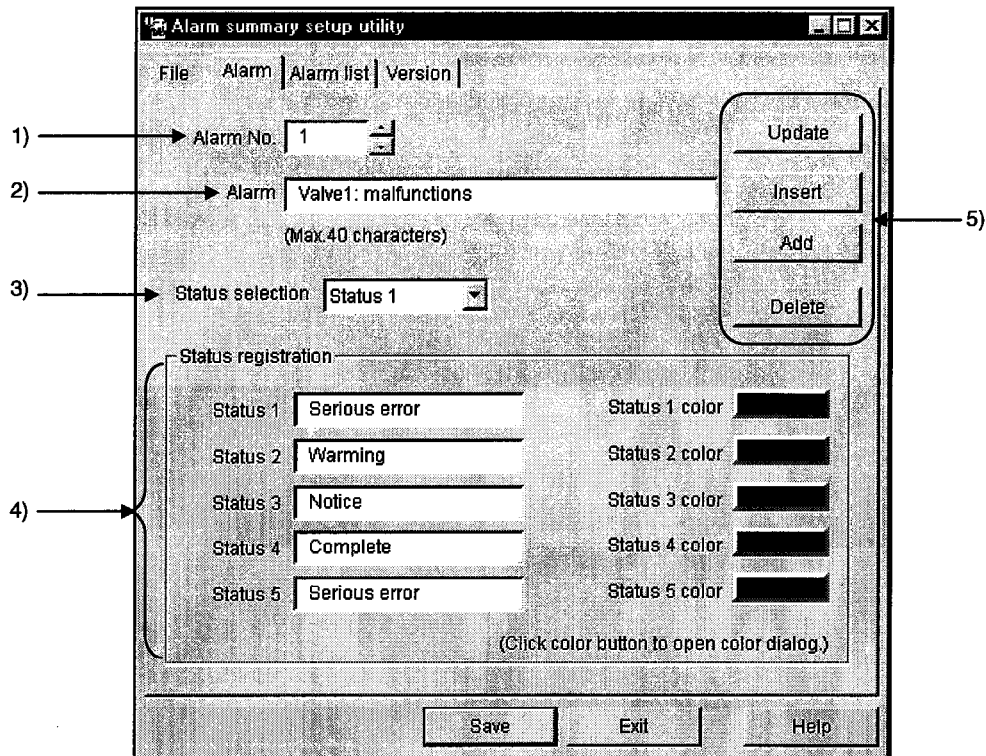 Alarm summary setup utility
File Alarm Alarm list Version
1) Alarm No. 1 Update
2) Alarm Valve1: malfunctions Insert
5)
(Max.40 characters) Add
3) Status selection Status 1 Delete
Status registration
Status 1 Serious error Status 1 color
Status 2 Warming Status 2 color
4) Status 3 Notice Status 3 color
Status 4 Complete Status 4 color
Status 5 Serious error Status 5 color
(Click color button to open color dialog.)
Save Exit Help